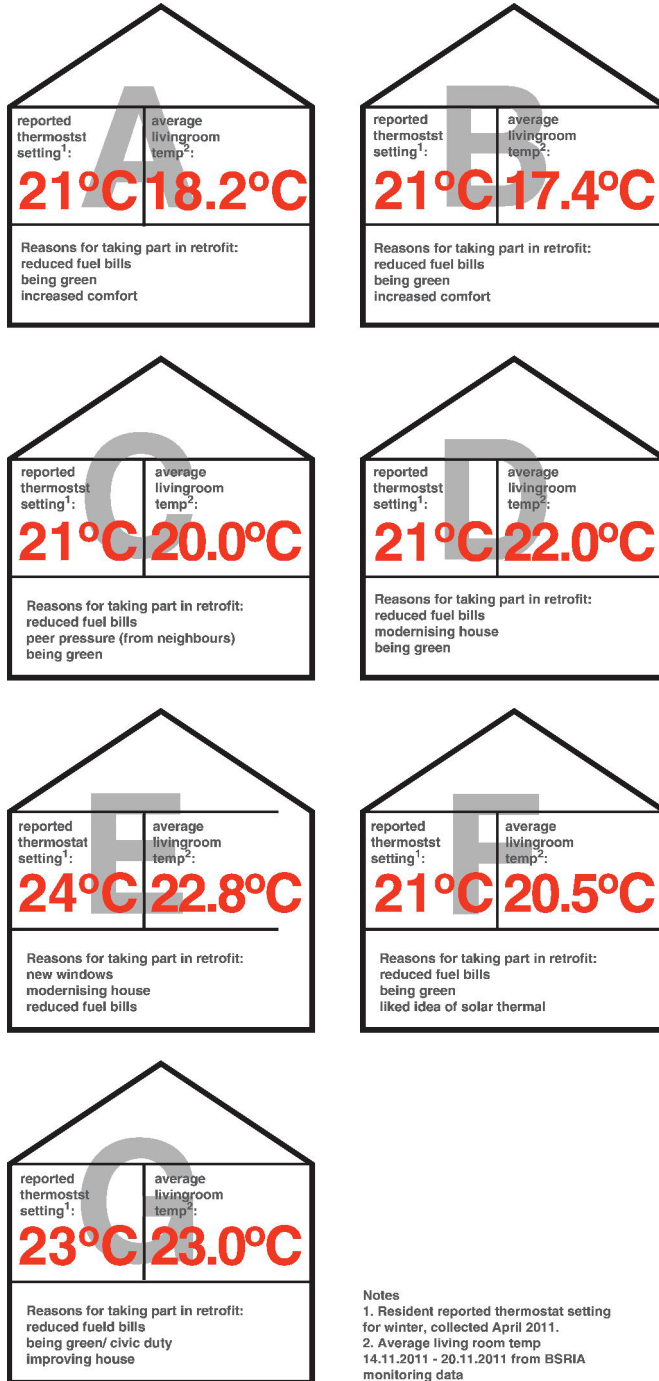 A
reported
thermostst
setting1:
average
livingroom
temp2:
21ºC
18.2ºC
Reasons for taking part in retrofit:
reduced fuel bills
being green
increased comfort
B
reported
thermostst
setting1:
average
livingroom
temp2:
21ºC
17.4ºC
Reasons for taking part in retrofit:
reduced fuel bills
being green
increased comfort
C
reported
thermostst
setting1:
average
livingroom
temp2:
21ºC
20.0ºC
Reasons for taking part in retrofit:
reduced fuel bills
peer pressure (from neighbours)
being green
D
reported
thermostst
setting1:
average
livingroom
temp2:
21ºC
22.0ºC
Reasons for taking part in retrofit:
reduced fuel bills
modernising house
being green
E
reported
thermostat
setting1:
average
livingroom
temp2:
24ºC
22.8ºC
Reasons for taking part in retrofit:
new windows
modernising house
reduced fuel bills
F
reported
thermostst
setting1:
average
livingroom
temp2:
21ºC
20.5ºC
Reasons for taking part in retrofit:
reduced fuel bills
being green
liked idea of solar thermal
G
reported
thermostst
setting1:
average
livingroom
temp2:
23ºC
23.0ºC
Reasons for taking part in retrofit:
reduced fueld bills
being green/ civic duty
improving house
Notes
1. Resident reported thermostat setting
for winter, collected April 2011.
2. Average living room temp
14.11.2011 - 20.11.2011 from BSRIA
monitoring data